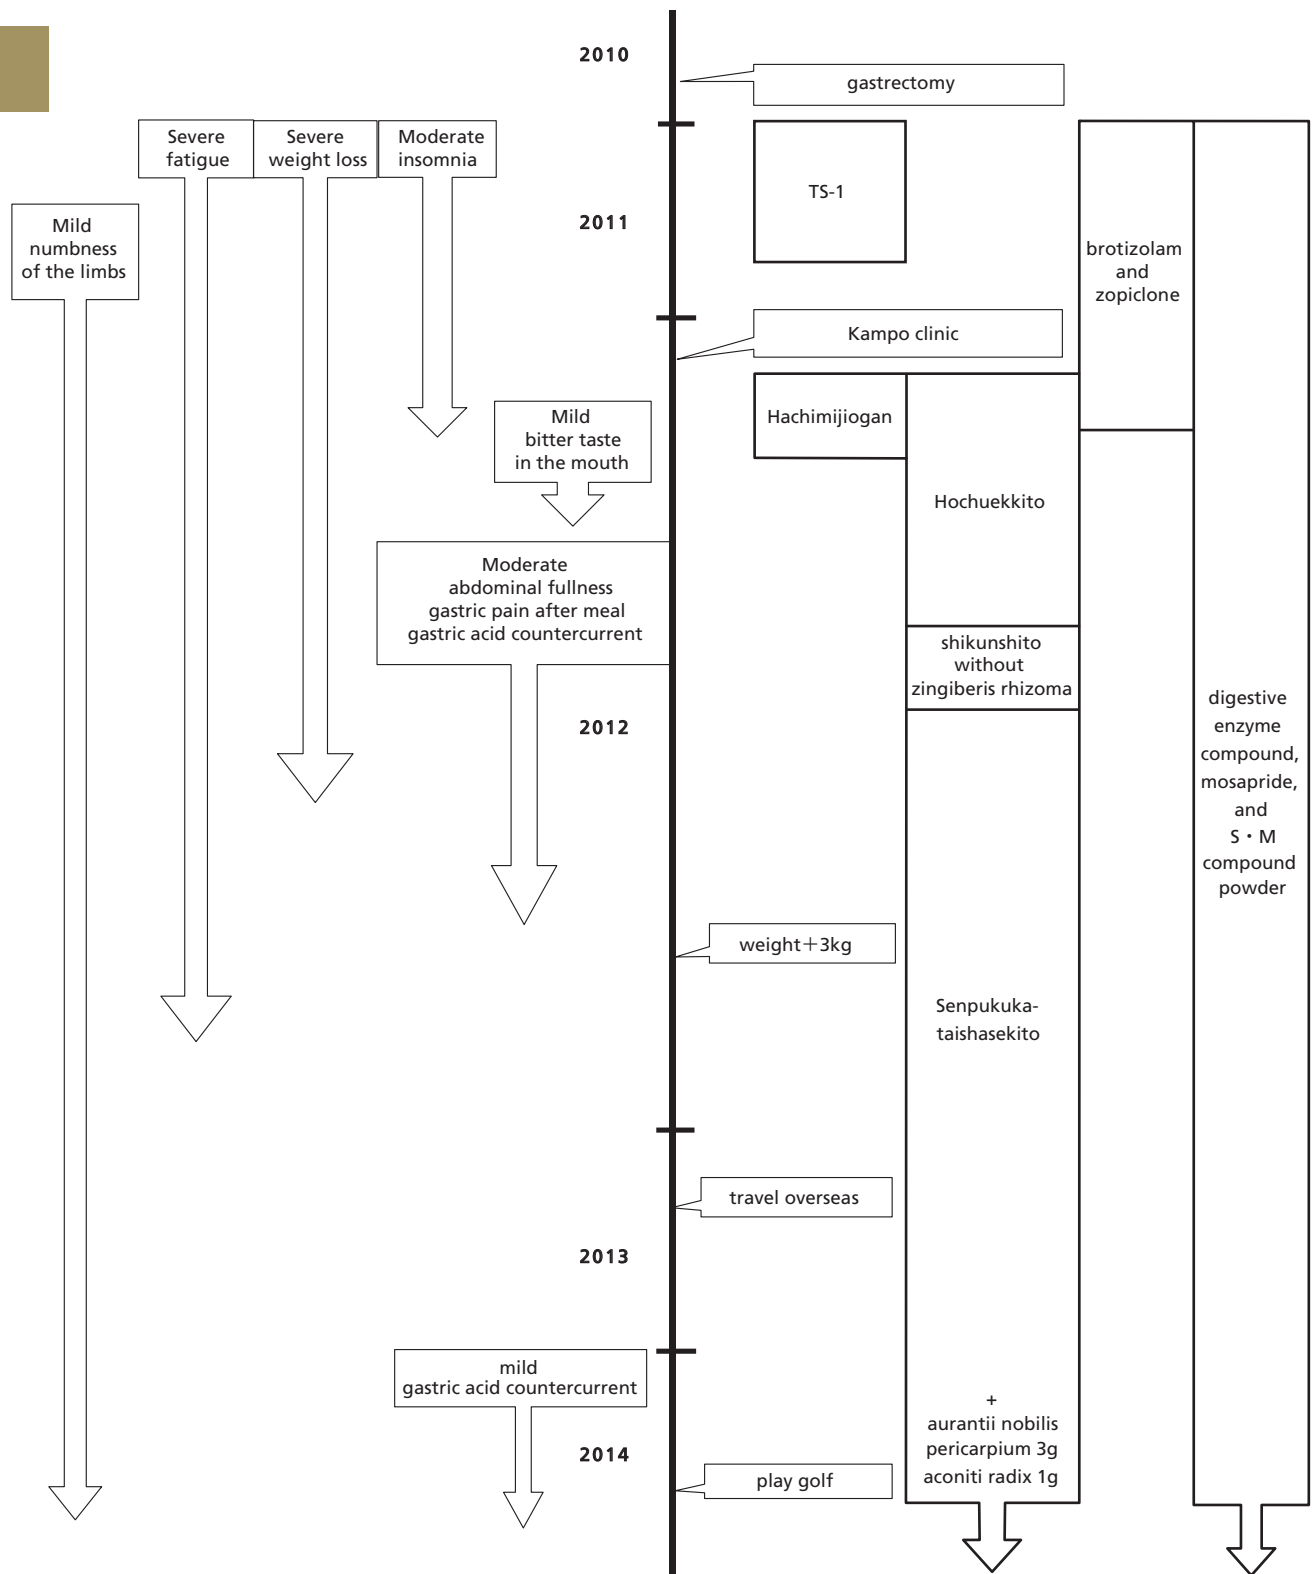 2010
gastrectomy
Severe
fatigue
Severe
weight loss
Moderate
insomnia
TS-1
Mild
numbness
of the limbs
2011
brotizolam
and
zopiclone
Kampo clinic
Hachimijiogan
Mild
bitter taste
in the mouth
Hochuekkito
Moderate
abdominal fullness
gastric pain after meal
gastric acid countercurrent
shikunshito
without
zingiberis rhizoma
2012
digestive
enzyme
compound,
mosapride,
and
S・M
compound
powder
weight+3kg
Senpukuka-
taishasekito
travel overseas
2013
mild
gastric acid countercurrent
+
aurantii nobilis
pericarpium 3g
aconiti radix 1g
2014
play golf